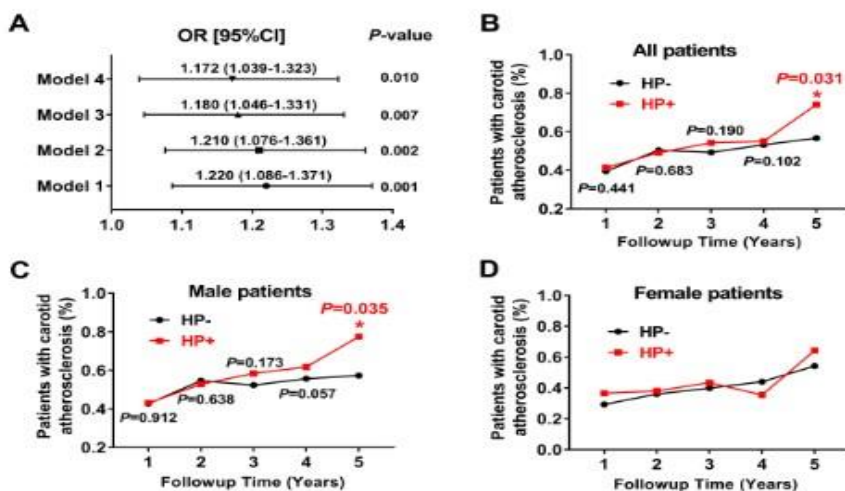 A
OR [95%CI]
P-value
Model 4
1.172 (1.039-1.323)
0.010
Model 3
1.180 (1.046-1.331)
0.007
Model 2
1.210 (1.076-1.361)
0.002
Model 1
1.220 (1.086-1.371)
0.001
1.0 1.1 1.2 1.3 1.4
B
All patients
Patients with carotid
atherosclerosis (%)
1.0
0.8
0.6
0.4
0.2
HP-
HP+
P=0.031
*
P=0.190
P=0.441
P=0.683
P=0.102
1 2 3 4 5
Followup Time (Years)
C
Male patients
Patients with carotid
atherosclerosis (%)
1.0
0.8
0.6
0.4
0.2
HP-
HP+
P=0.035
*
P=0.173
P=0.912
P=0.638
P=0.057
1 2 3 4 5
Followup Time (Years)
D
Female patients
Patients with carotid
atherosclerosis (%)
1.0
0.8
0.6
0.4
0.2
0.0
HP-
HP+
1 2 3 4 5
Followup Time (Years)